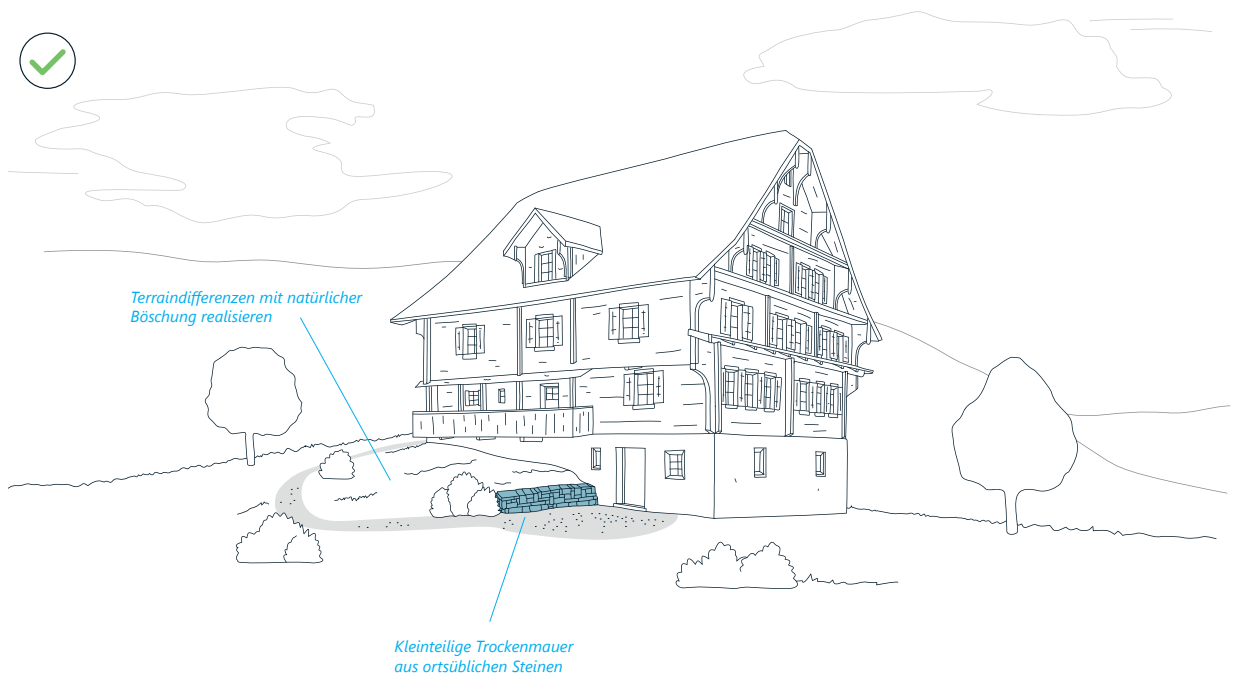 Terraindifferenzen mit natürlicher
Böschung realisieren
Kleinteilige Trockenmauer
aus ortsüblichen Steinen